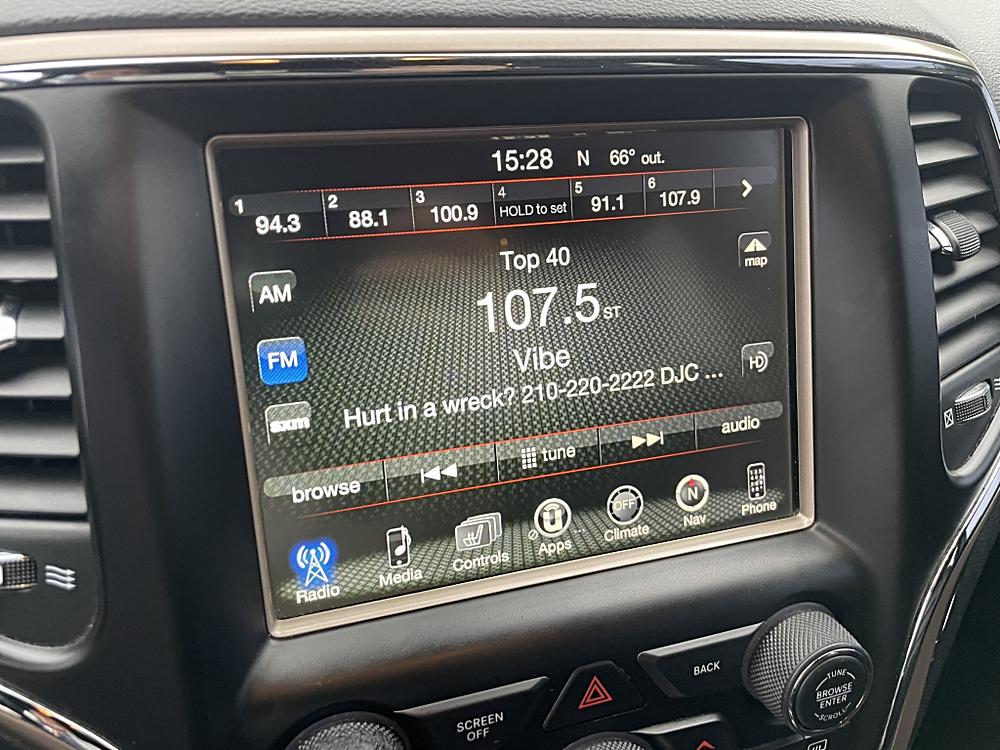 15:28 N 66° out.
1 94.3 2 88.1 3 100.9 4 HOLD to set 5 91.1 6 107.9
Top 40
map
AM
107.5 ST
FM
Vibe
HD
sxm
Hurt in a wreck? 210-220-2222 DJC ...
browse tune audio
Radio Media Controls Apps OFF Climate N Nav Phone
BACK
TUNE
BROWSE
ENTER
SCROLL
SCREEN
OFF